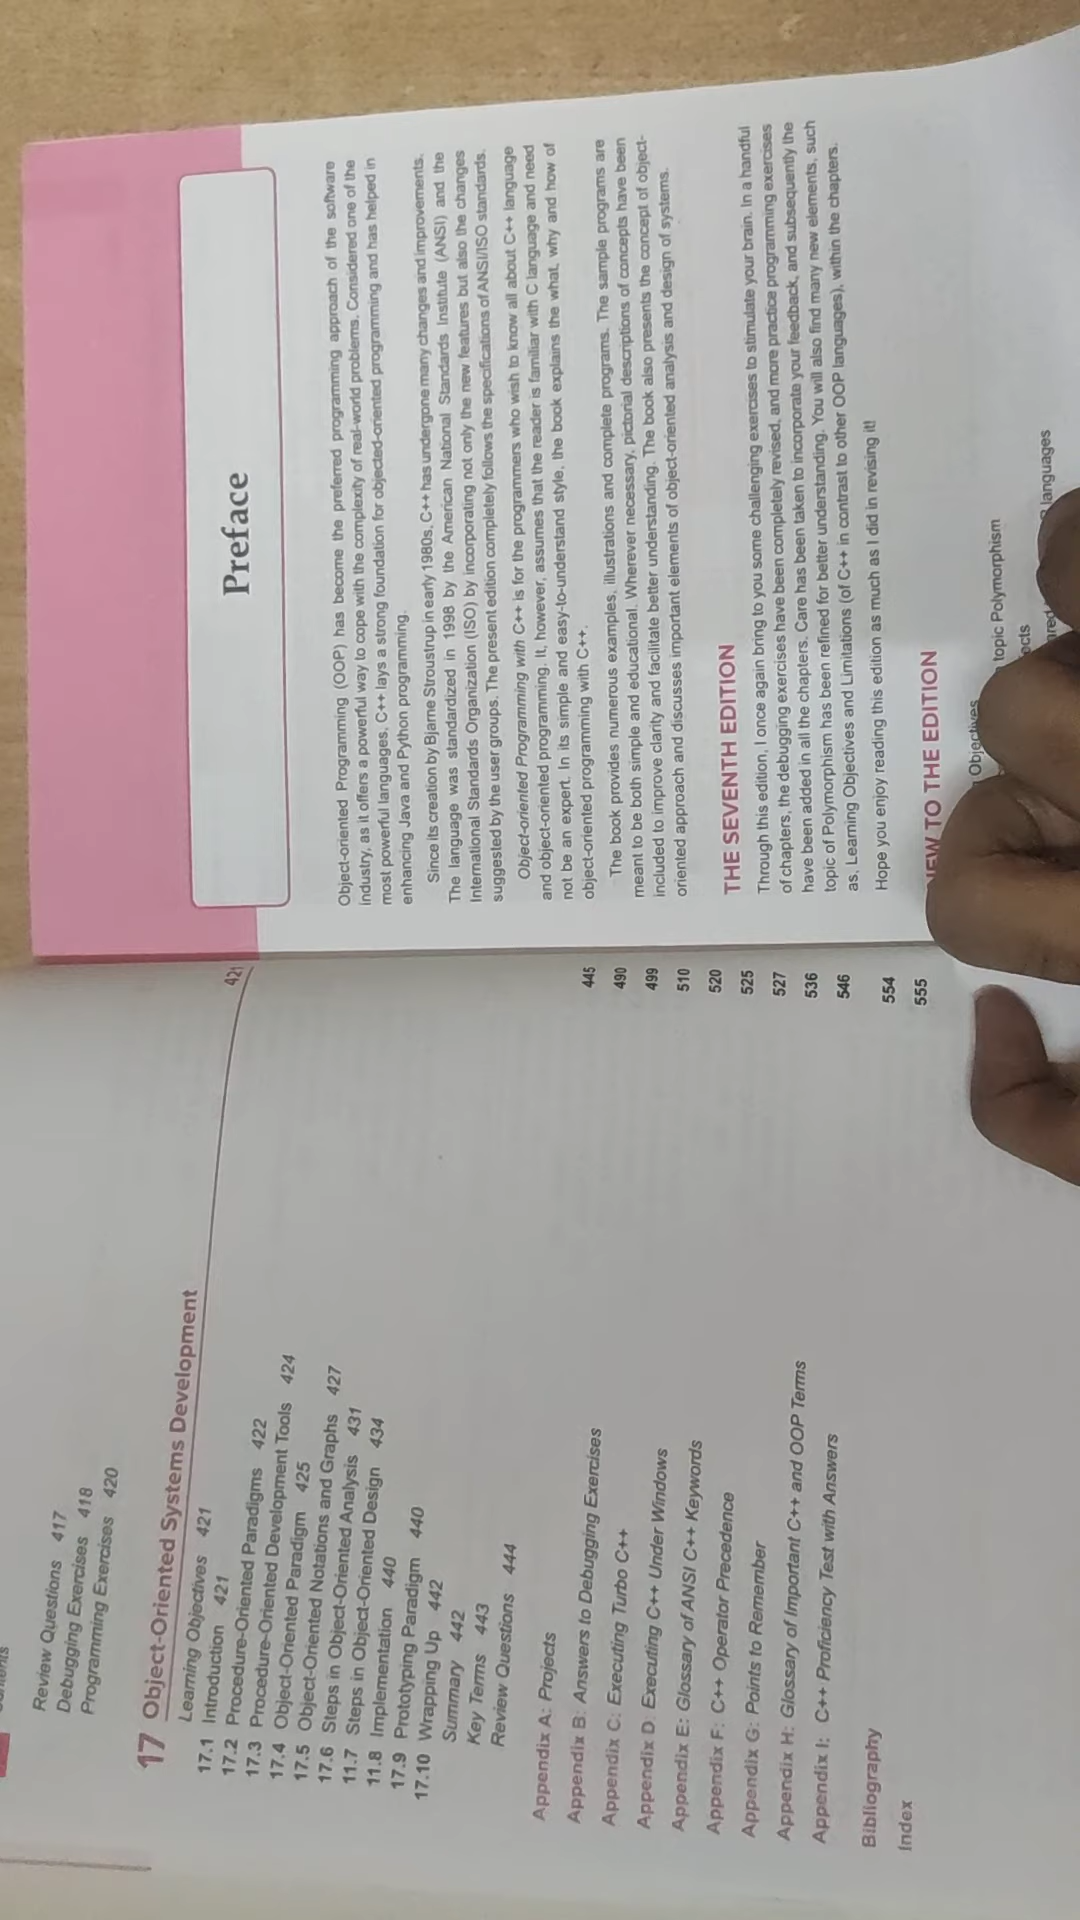 Review Questions 417
Debugging Exercises 418
Programming Exercises 420
17 Object-Oriented Systems Development 421
Learning Objectives 421
17.1 Introduction 421
17.2 Procedure-Oriented Paradigms 422
17.3 Procedure-Oriented Development Tools 424
17.4 Object-Oriented Paradigm 425
17.5 Object-Oriented Notations and Graphs 427
17.6 Steps in Object-Oriented Analysis 431
11.7 Steps in Object-Oriented Design 434
11.8 Implementation 440
17.9 Prototyping Paradigm 440
17.10 Wrapping Up 442
Summary 442
Key Terms 443
Review Questions 444
Appendix A: Projects 445
Appendix B: Answers to Debugging Exercises 490
Appendix C: Executing Turbo C++ 499
Appendix D: Executing C++ Under Windows 510
Appendix E: Glossary of ANSI C++ Keywords 520
Appendix F: C++ Operator Precedence 525
Appendix G: Points to Remember 527
Appendix H: Glossary of Important C++ and OOP Terms 536
Appendix I: C++ Proficiency Test with Answers 546
Bibliography 554
Index 555
Preface
Object-oriented Programming (OOP) has become the preferred programming approach of the software
industry, as it offers a powerful way to cope with the complexity of real-world problems. Considered one of the
most powerful languages, C++ lays a strong foundation for objected-oriented programming and has helped in
enhancing Java and Python programming.
Since its creation by Bjarne Stroustrup in early 1980s, C++ has undergone many changes and improvements.
The language was standardized in 1998 by the American National Standards Institute (ANSI) and the
International Standards Organization (ISO) by incorporating not only the new features but also the changes
suggested by the user groups. The present edition completely follows the specifications of ANSI/ISO standards.
Object-oriented Programming with C++ is for the programmers who wish to know all about C++ language
and object-oriented programming. It, however, assumes that the reader is familiar with C language and need
not be an expert. In its simple and easy-to-understand style, the book explains the what, why and how of
object-oriented programming with C++.
The book provides numerous examples, illustrations and complete programs. The sample programs are
meant to be both simple and educational. Wherever necessary, pictorial descriptions of concepts have been
included to improve clarity and facilitate better understanding. The book also presents the concept of object-
oriented approach and discusses important elements of object-oriented analysis and design of systems.
THE SEVENTH EDITION
Through this edition, I once again bring to you some challenging exercises to stimulate your brain. In a handful
of chapters, the debugging exercises have been completely revised, and more practice programming exercises
have been added in all the chapters. Care has been taken to incorporate your feedback, and subsequently the
topic of Polymorphism has been refined for better understanding. You will also find many new elements, such
as, Learning Objectives and Limitations (of C++ in contrast to other OOP languages), within the chapters.
Hope you enjoy reading this edition as much as I did in revising it!
NEW TO THE EDITION
Objectives
topic Polymorphism
languages